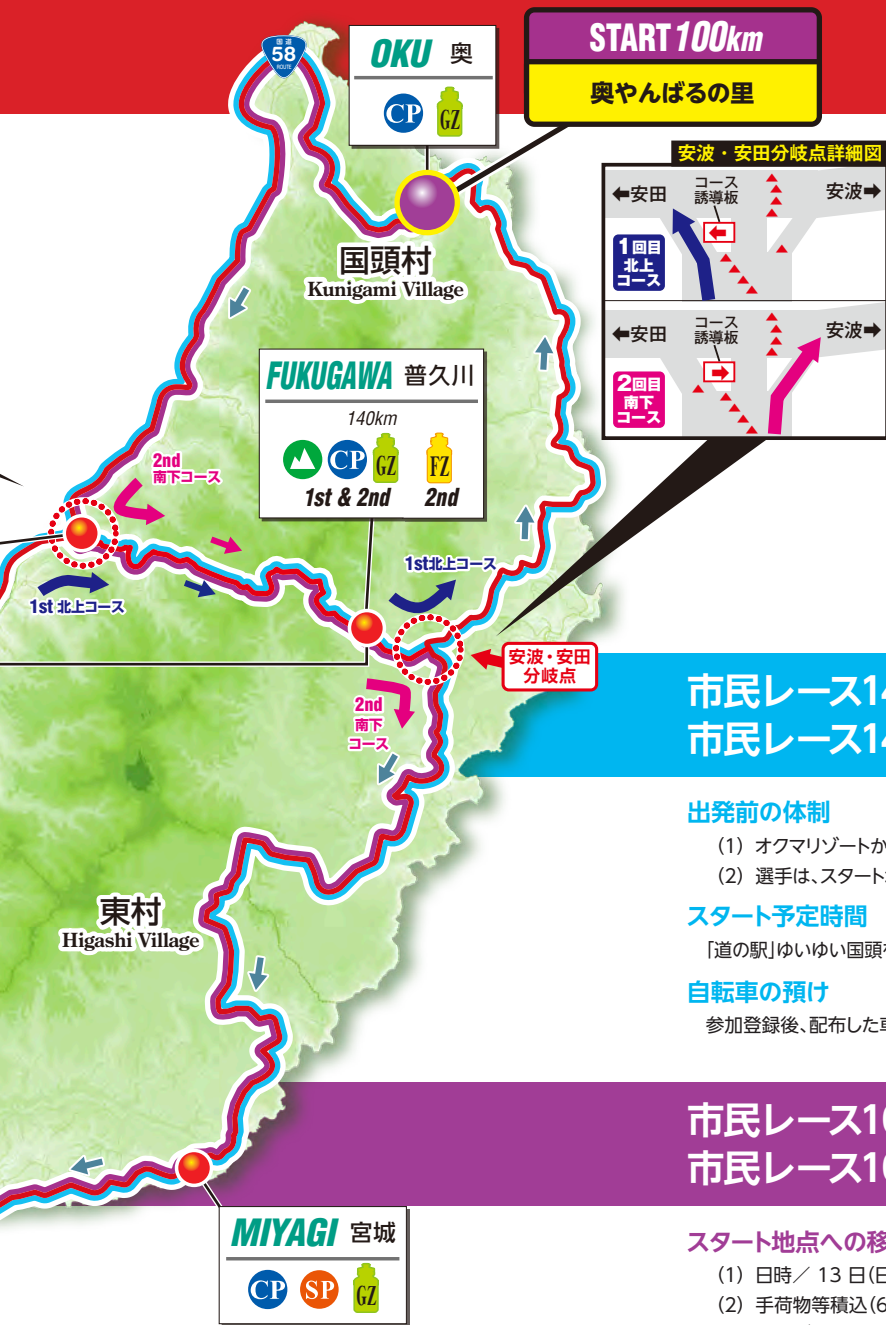 国道
58
ROUTE
OKU 奥
CP GZ
START 100km
奥やんばるの里
安波・安田分岐点詳細図
⬅安田
コース
誘導板
安波➡
1回目
北上
コース
⬅安田
コース
誘導板
安波➡
2回目
南下
コース
国頭村
Kunigami Village
FUKUGAWA 普久川
140km
CP GZ FZ
1st & 2nd 2nd
2nd
南下コース
1st 北上コース
1st北上コース
安波・安田
分岐点
2nd
南下
コース
東村
Higashi Village
MIYAGI 宮城
CP SP GZ
市民レース14
市民レース14
出発前の体制
(1) オクマリゾートか
(2) 選手は、スタート
スタート予定時間
「道の駅」ゆいゆい国頭
自転車の預け
参加登録後、配布した
市民レース10
市民レース10
スタート地点への移
(1) 日時／ 13 日(日
(2) 手荷物等積込(6